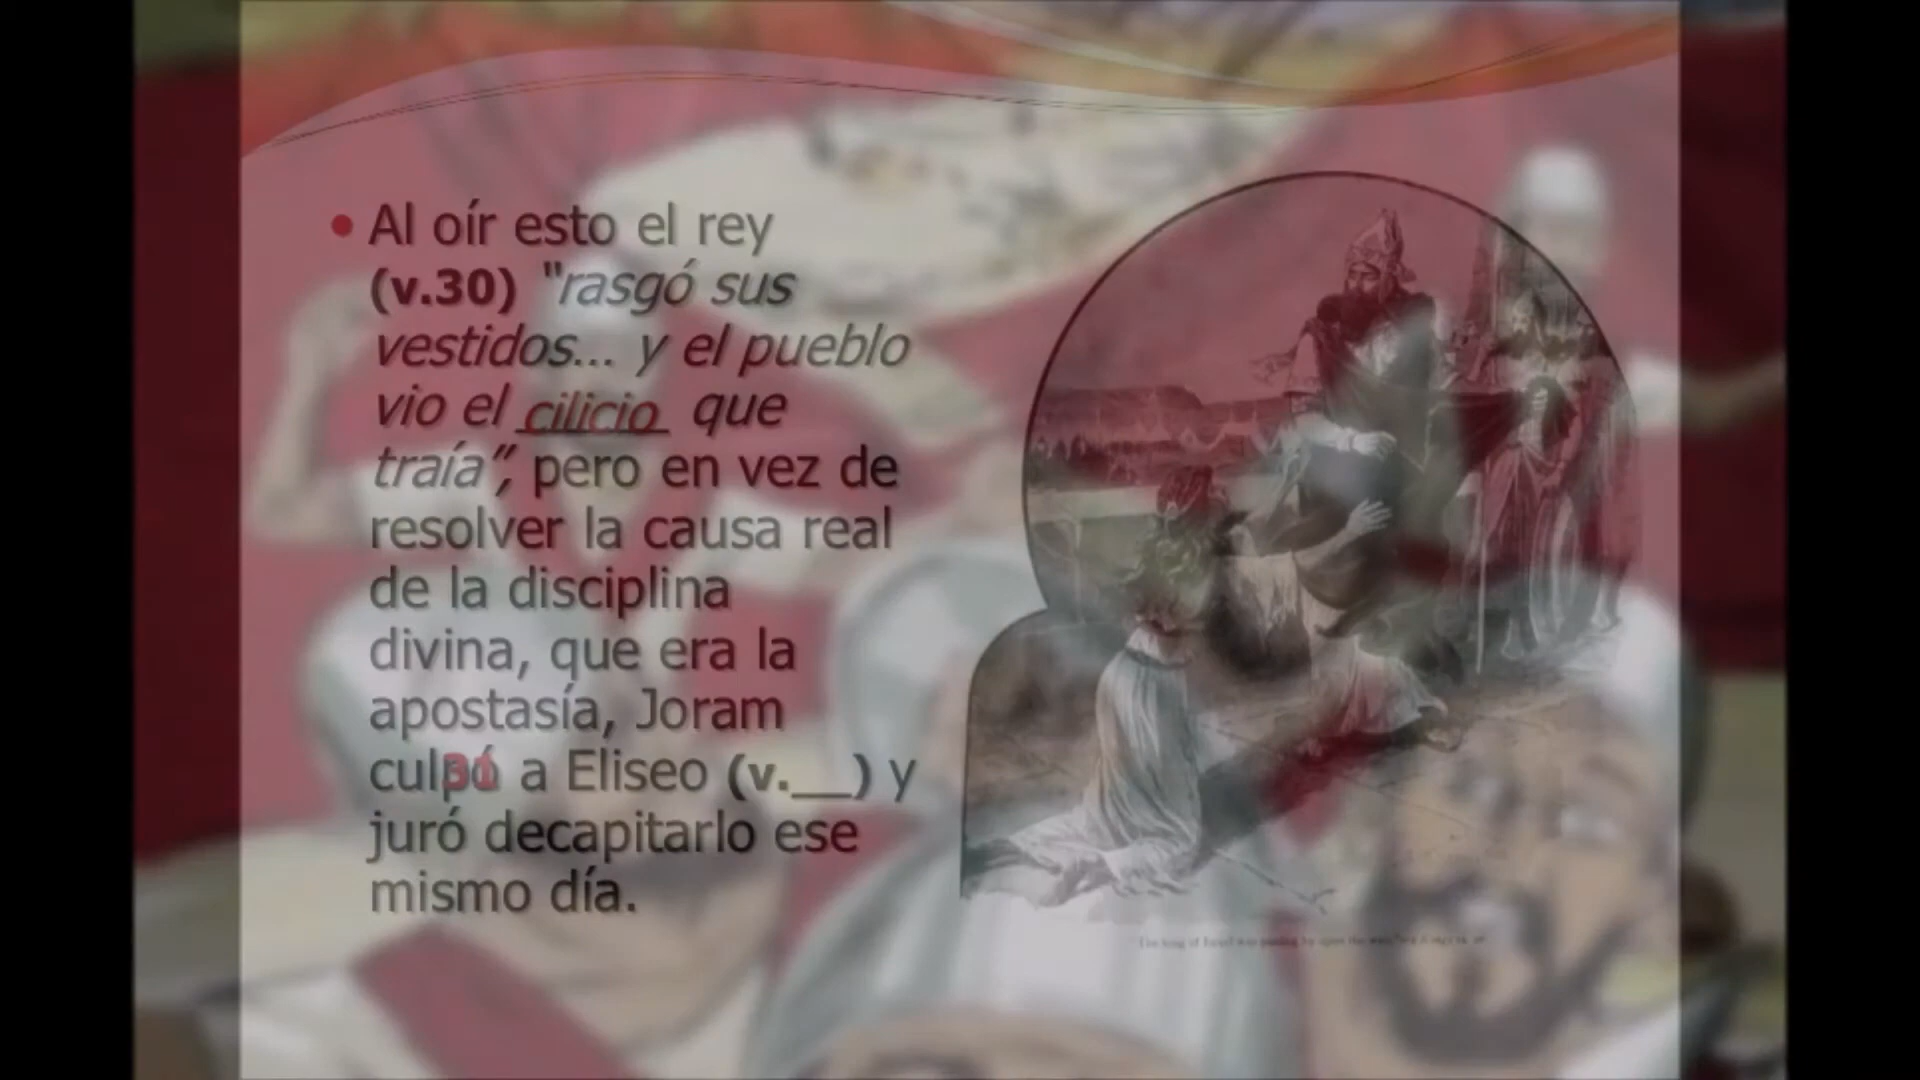 • Al oír esto el rey
(v.30) "rasgó sus
vestidos... y el pueblo
vio el cilicio que
traía", pero en vez de
resolver la causa real
de la disciplina
divina, que era la
apostasía, Joram
culpó a Eliseo (v.__) y
31
juró decapitarlo ese
mismo día.